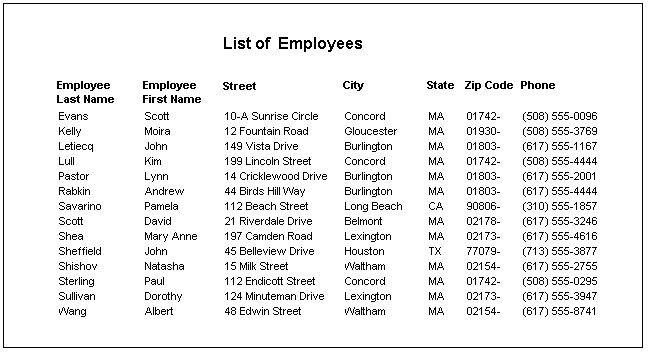 List of Employees
Employee Last Name Employee First Name Street City State Zip Code Phone
Evans Scott 10-A Sunrise Circle Concord MA 01742- (508) 555-0096
Kelly Moira 12 Fountain Road Gloucester MA 01930- (508) 555-3769
Letiecq John 149 Vista Drive Burlington MA 01803- (617) 555-1167
Lull Kim 199 Lincoln Street Concord MA 01742- (508) 555-4444
Pastor Lynn 14 Cricklewood Drive Burlington MA 01803- (617) 555-2001
Rabkin Andrew 44 Birds Hill Way Burlington MA 01803- (617) 555-4444
Savarino Pamela 112 Beach Street Long Beach CA 90806- (310) 555-1857
Scott David 21 Riverdale Drive Belmont MA 02178- (617) 555-3246
Shea Mary Anne 197 Camden Road Lexington MA 02173- (617) 555-4616
Sheffield John 45 Belleview Drive Houston TX 77079- (713) 555-3877
Shishov Natasha 15 Milk Street Waltham MA 02154- (617) 555-2755
Sterling Paul 112 Endicott Street Concord MA 01742- (508) 555-0295
Sullivan Dorothy 124 Minuteman Drive Lexington MA 02173- (617) 555-3947
Wang Albert 48 Edwin Street Waltham MA 02154- (617) 555-8741